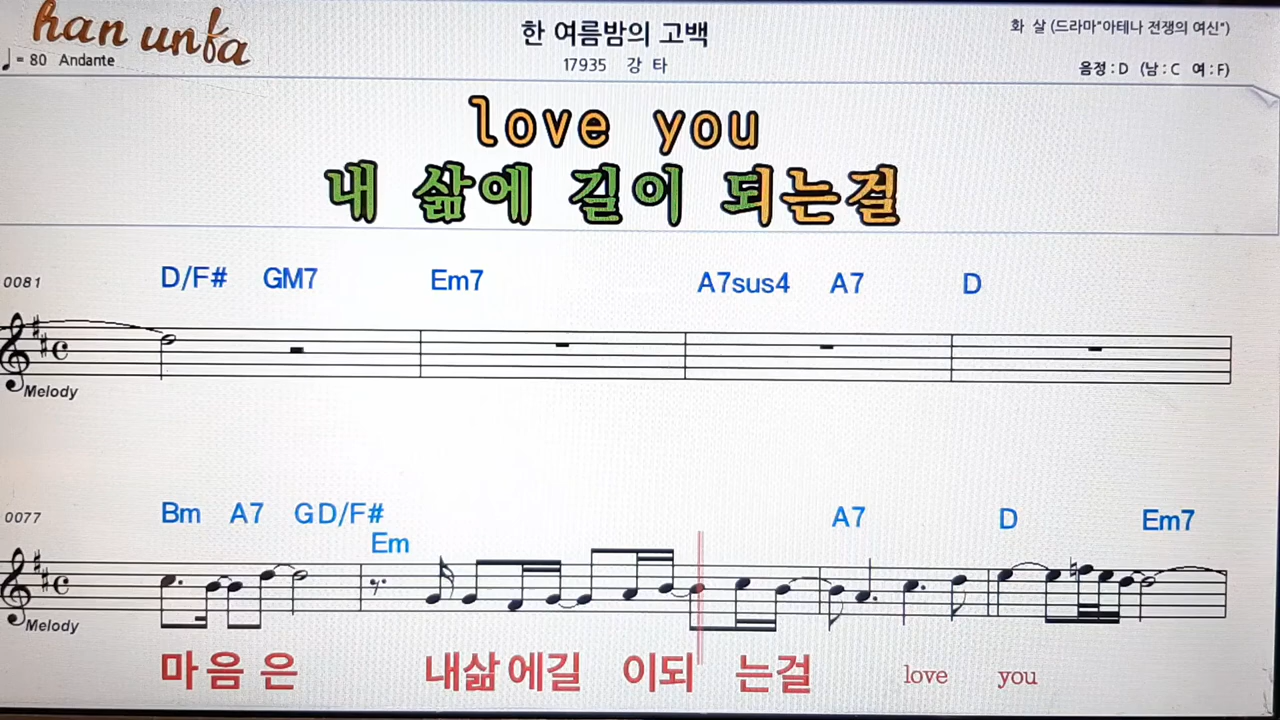 han unfa
♩= 80 Andante
한 여름밤의 고백
17935 강 타
화 살 (드라마"아테나 전쟁의 여신")
음정 : D (남 : C 여 : F)
love you
내 삶에 길이 되는걸
0081 D/F# GM7 Em7 A7sus4 A7 D
Melody
0077 Bm A7 G D/F# Em A7 D Em7
Melody
마 음 은 내삶 에길 이되 는걸 love you